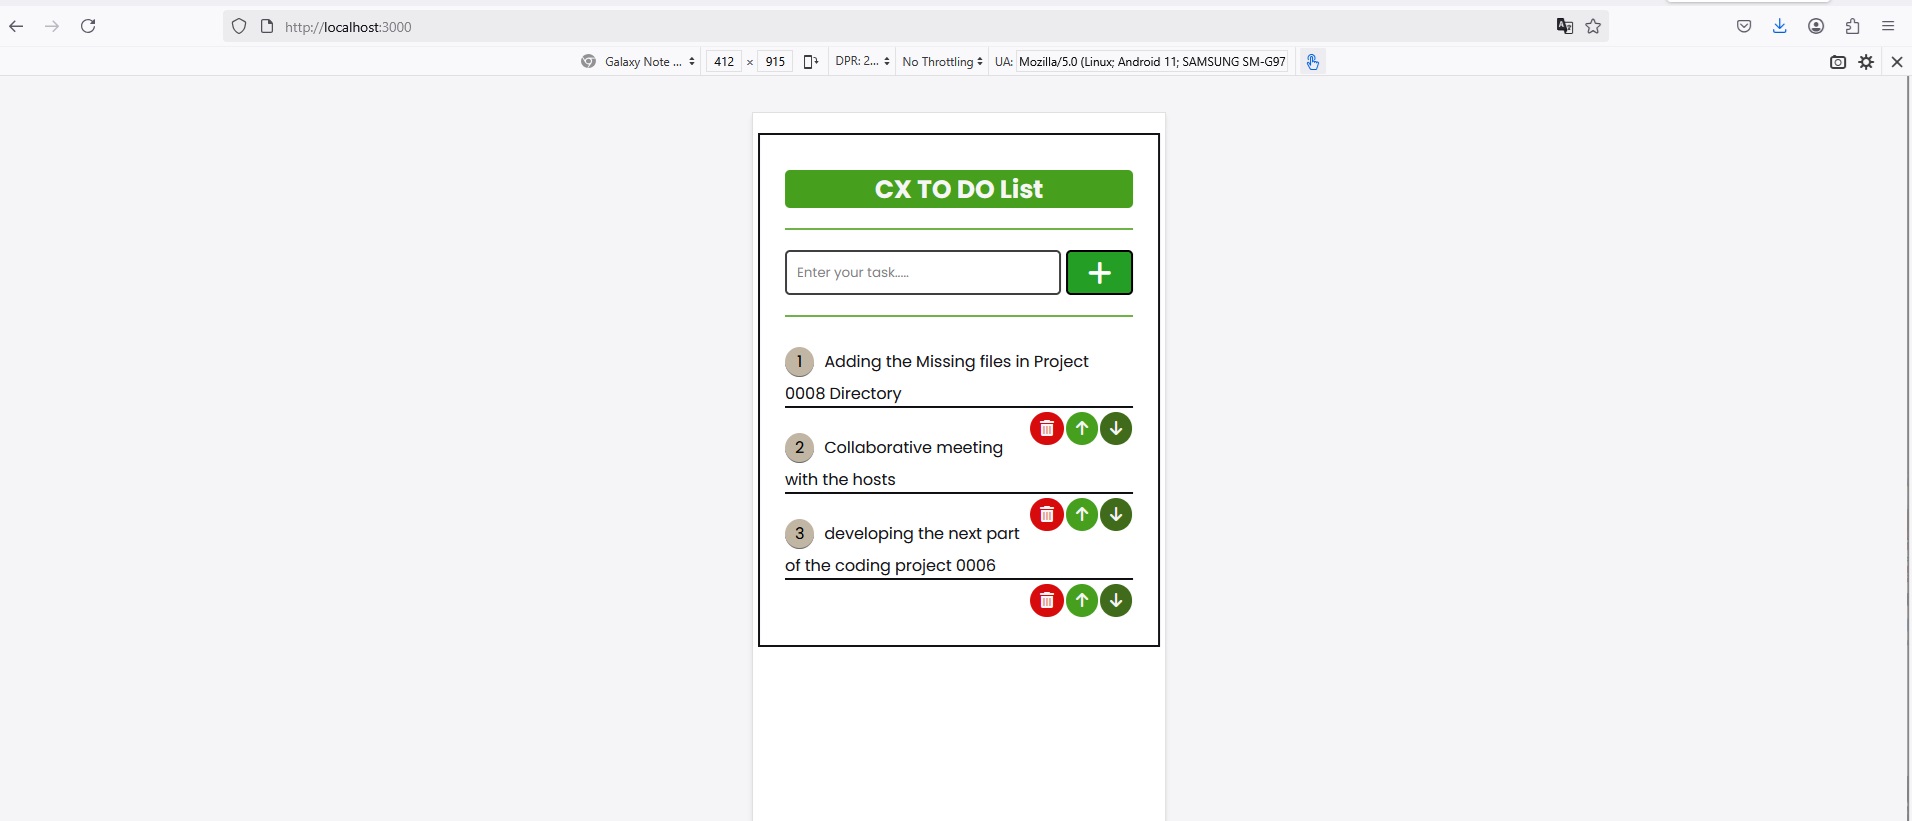 http://localhost:3000
Galaxy Note ... 412 × 915 DPR: 2... No Throttling UA: Mozilla/5.0 (Linux; Android 11; SAMSUNG SM-G97
CX TO DO List
Enter your task.....
1 Adding the Missing files in Project
0008 Directory
2 Collaborative meeting
with the hosts
3 developing the next part
of the coding project 0006